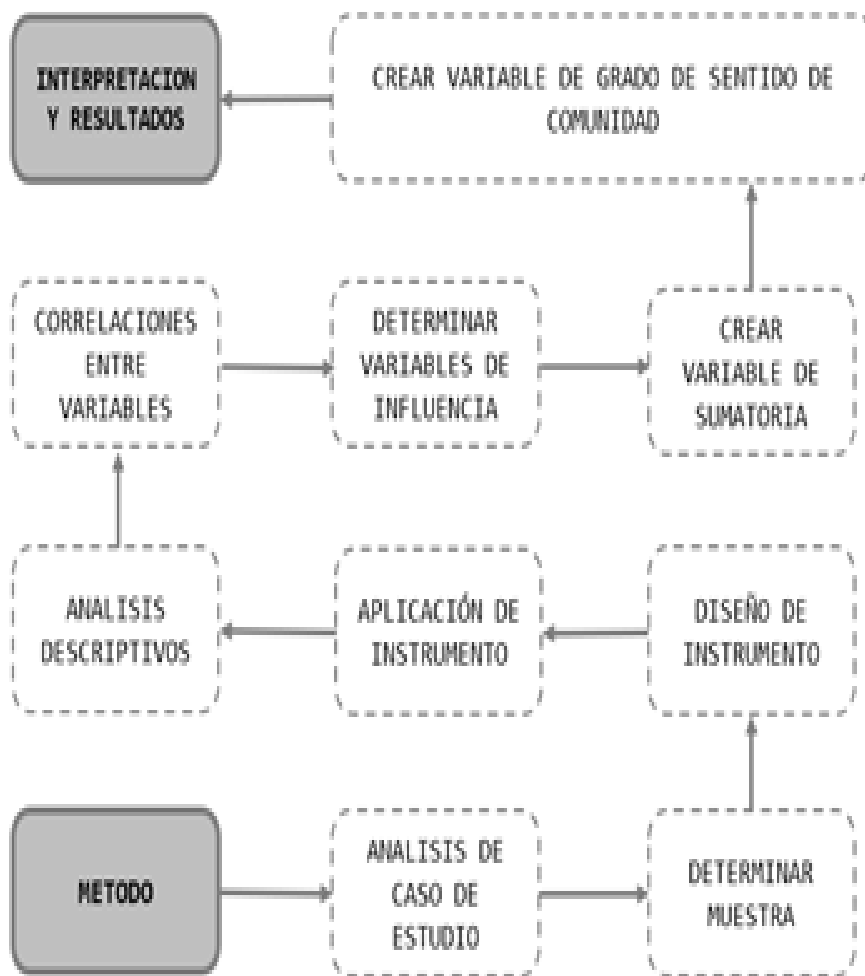 INTERPRETACION
Y RESULTADOS
CREAR VARIABLE DE GRADO DE SENTIDO DE
COMUNIDAD
CORRELACIONES
ENTRE
VARIABLES
DETERMINAR
VARIABLES DE
INFLUENCIA
CREAR
VARIABLE DE
SUMATORIA
ANALISIS
DESCRIPTIVOS
APLICACIÓN DE
INSTRUMENTO
DISEÑO DE
INSTRUMENTO
METODO
ANALISIS DE
CASO DE
ESTUDIO
DETERMINAR
MUESTRA